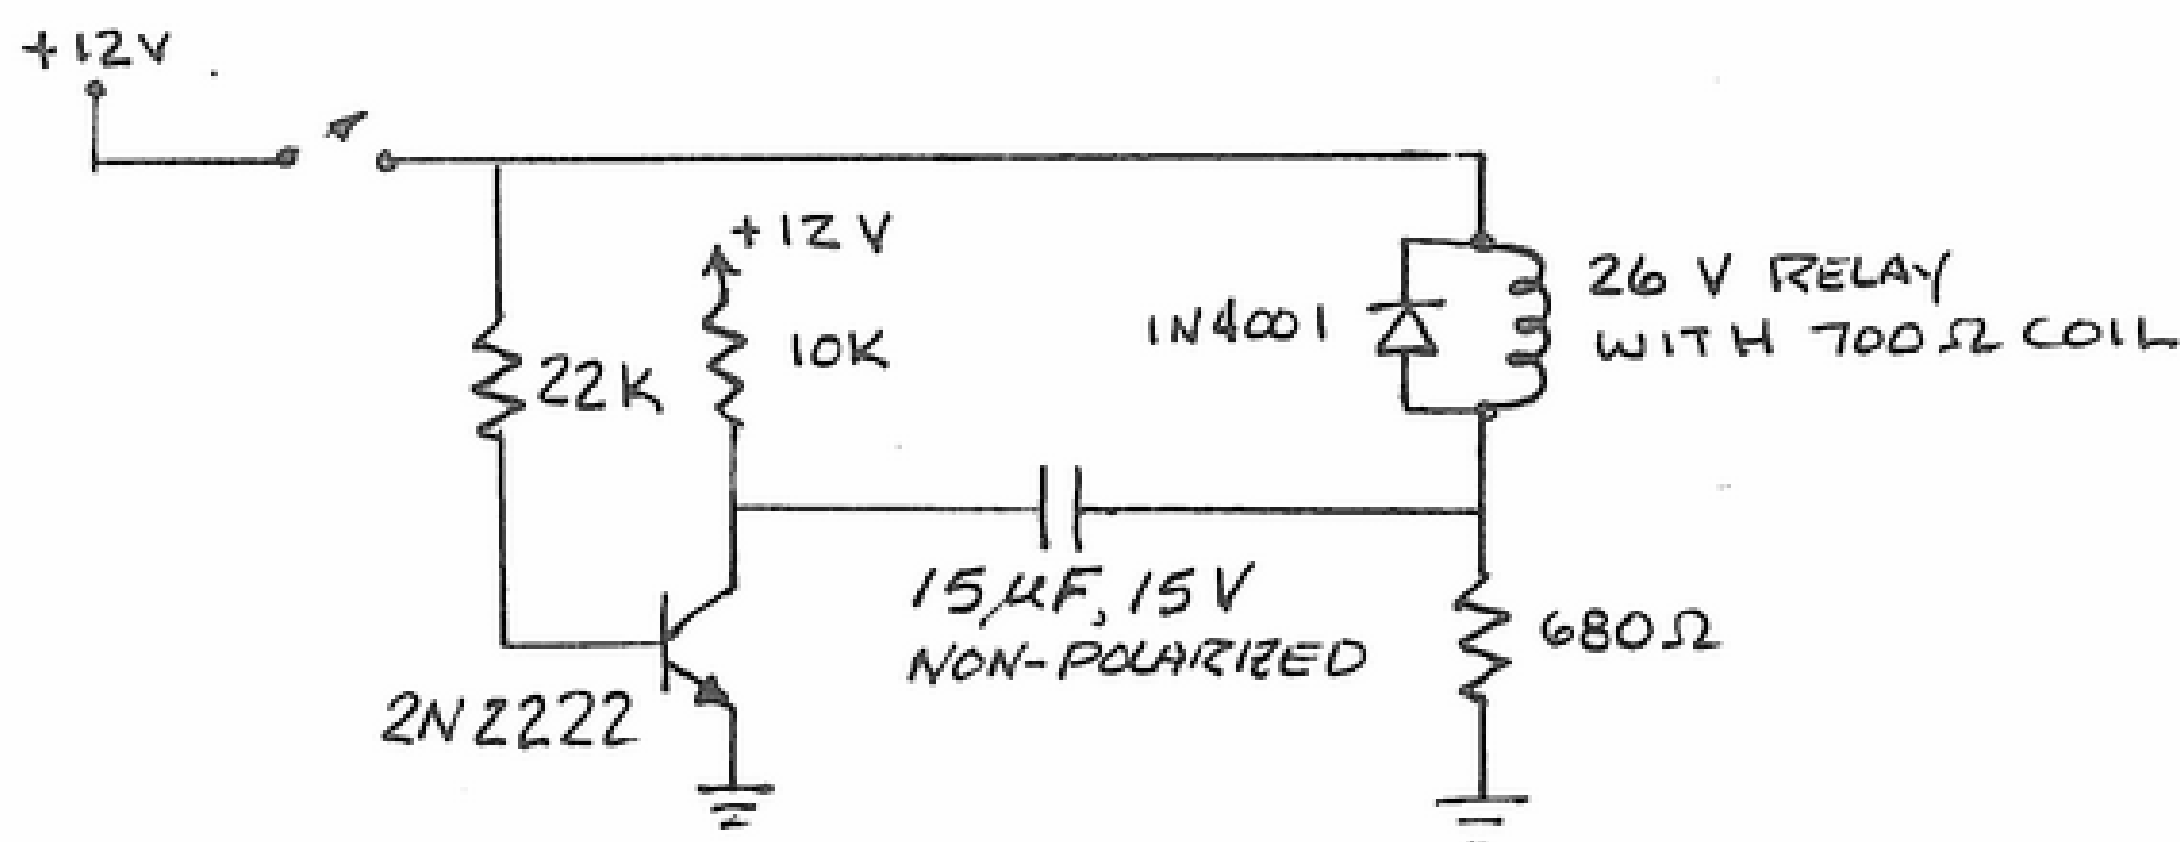 +12V
+12V
10K
22K
1N4001
26 V RELAY
WITH 700Ω COIL
15μF, 15V
NON-POLARIZED
680Ω
2N2222